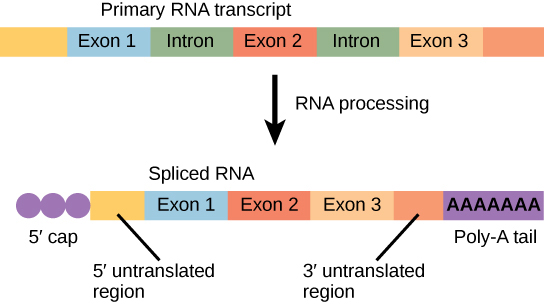 Primary RNA transcript
Exon 1 Intron Exon 2 Intron Exon 3
RNA processing
Spliced RNA
Exon 1 Exon 2 Exon 3 AAAAAAA
5′ cap Poly-A tail
5′ untranslated
region
3′ untranslated
region